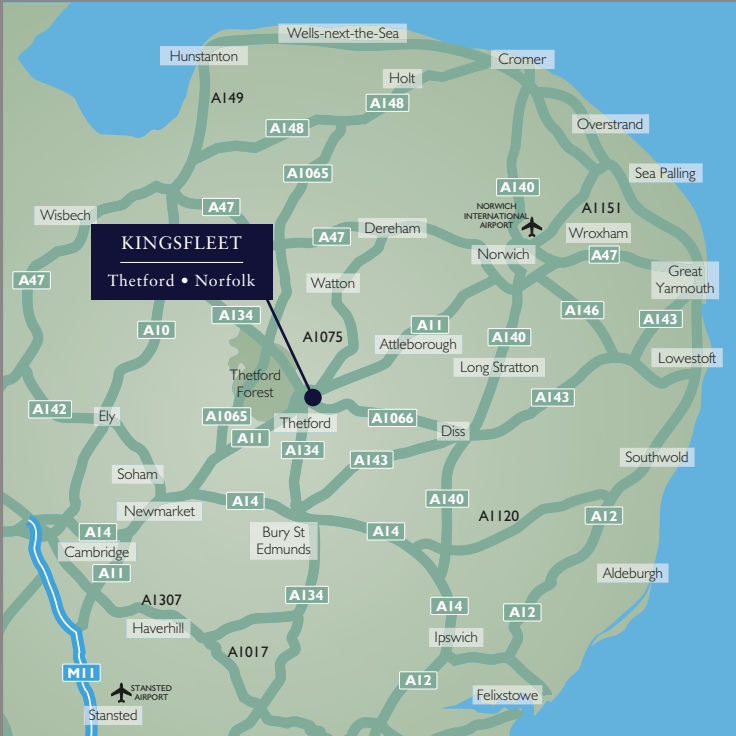 Wells-next-the-Sea
Hunstanton
Cromer
Holt
A149
A148
A148
Overstrand
A1065
Sea Palling
A140
A47
NORWICH
INTERNATIONAL
AIRPORT
A1151
Wisbech
Dereham
Wroxham
A47
KINGSFLEET
Thetford • Norfolk
Norwich
A47
A47
Great
Yarmouth
Watton
A134
A146
A143
A10
A11
A1075
A140
Attleborough
Lowestoft
Long Stratton
Thetford
Forest
A143
A142
Ely
A1065
A1066
Thetford
Diss
A11
A134
A143
Southwold
Soham
A14
A140
Newmarket
A1120
A12
A14
Bury St
Edmunds
A14
Cambridge
A11
Aldeburgh
A1307
A134
A14
A12
Haverhill
Ipswich
A1017
M11
A12
STANSTED
AIRPORT
Felixstowe
Stansted